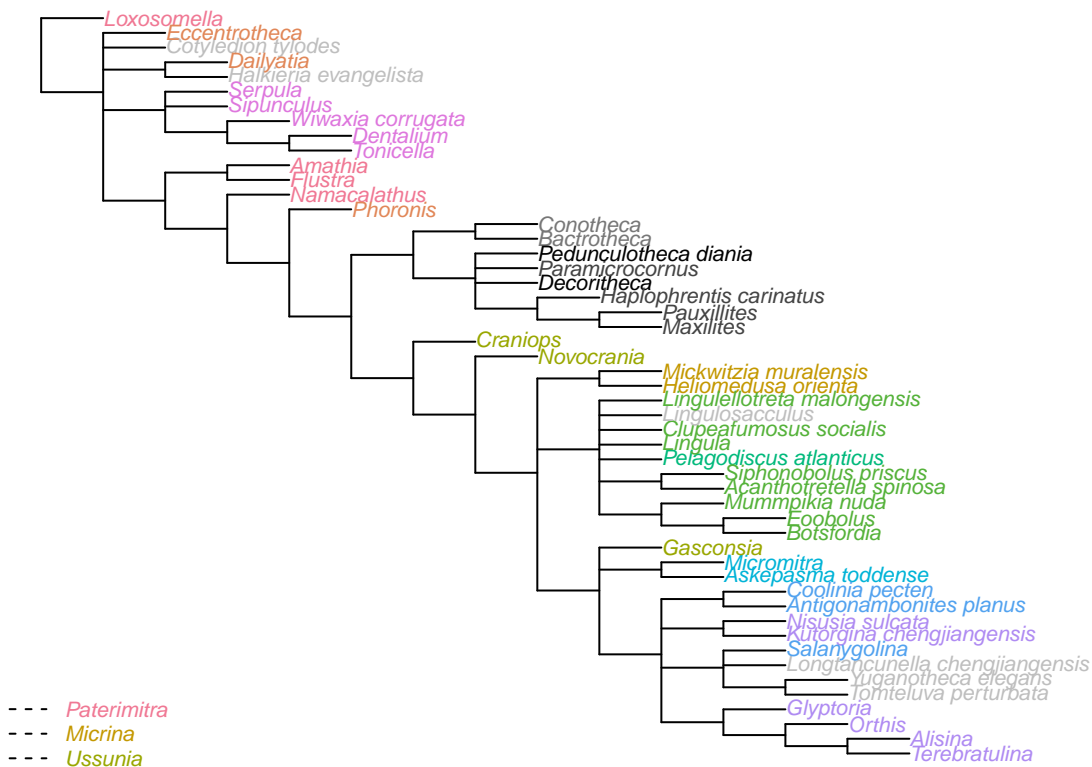 Loxosomella
Eccentrotheca
Cotyledion tylodes
Dailyatia
Halkieria evangelista
Serpula
Sipunculus
Wiwaxia corrugata
Dentalium
Tonicella
Amathia
Flustra
Namacalathus
Phoronis
Conotheca
Bactrotheca
Pedunculotheca diania
Paramicrocornus
Decoritheca
Haplophrentis carinatus
Pauxillites
Maxilites
Craniops
Novocrania
Mickwitzia muralensis
Heliomedusa orienta
Lingulellotreta malongensis
Lingulosacculus
Clupeafumosus socialis
Lingula
Pelagodiscus atlanticus
Siphonobolus priscus
Acanthotretella spinosa
Mummpikia nuda
Eoobolus
Botsfordia
Gasconsia
Micromitra
Askepasma toddense
Coolinia pecten
Antigonambonites planus
Nisusia sulcata
Kutorgina chengjiangensis
Salanygolina
Longtancunella chengjiangensis
Yuganotheca elegans
Tomteluva perturbata
Glyptoria
Orthis
Alisina
Terebratulina
Paterimitra
Micrina
Ussunia